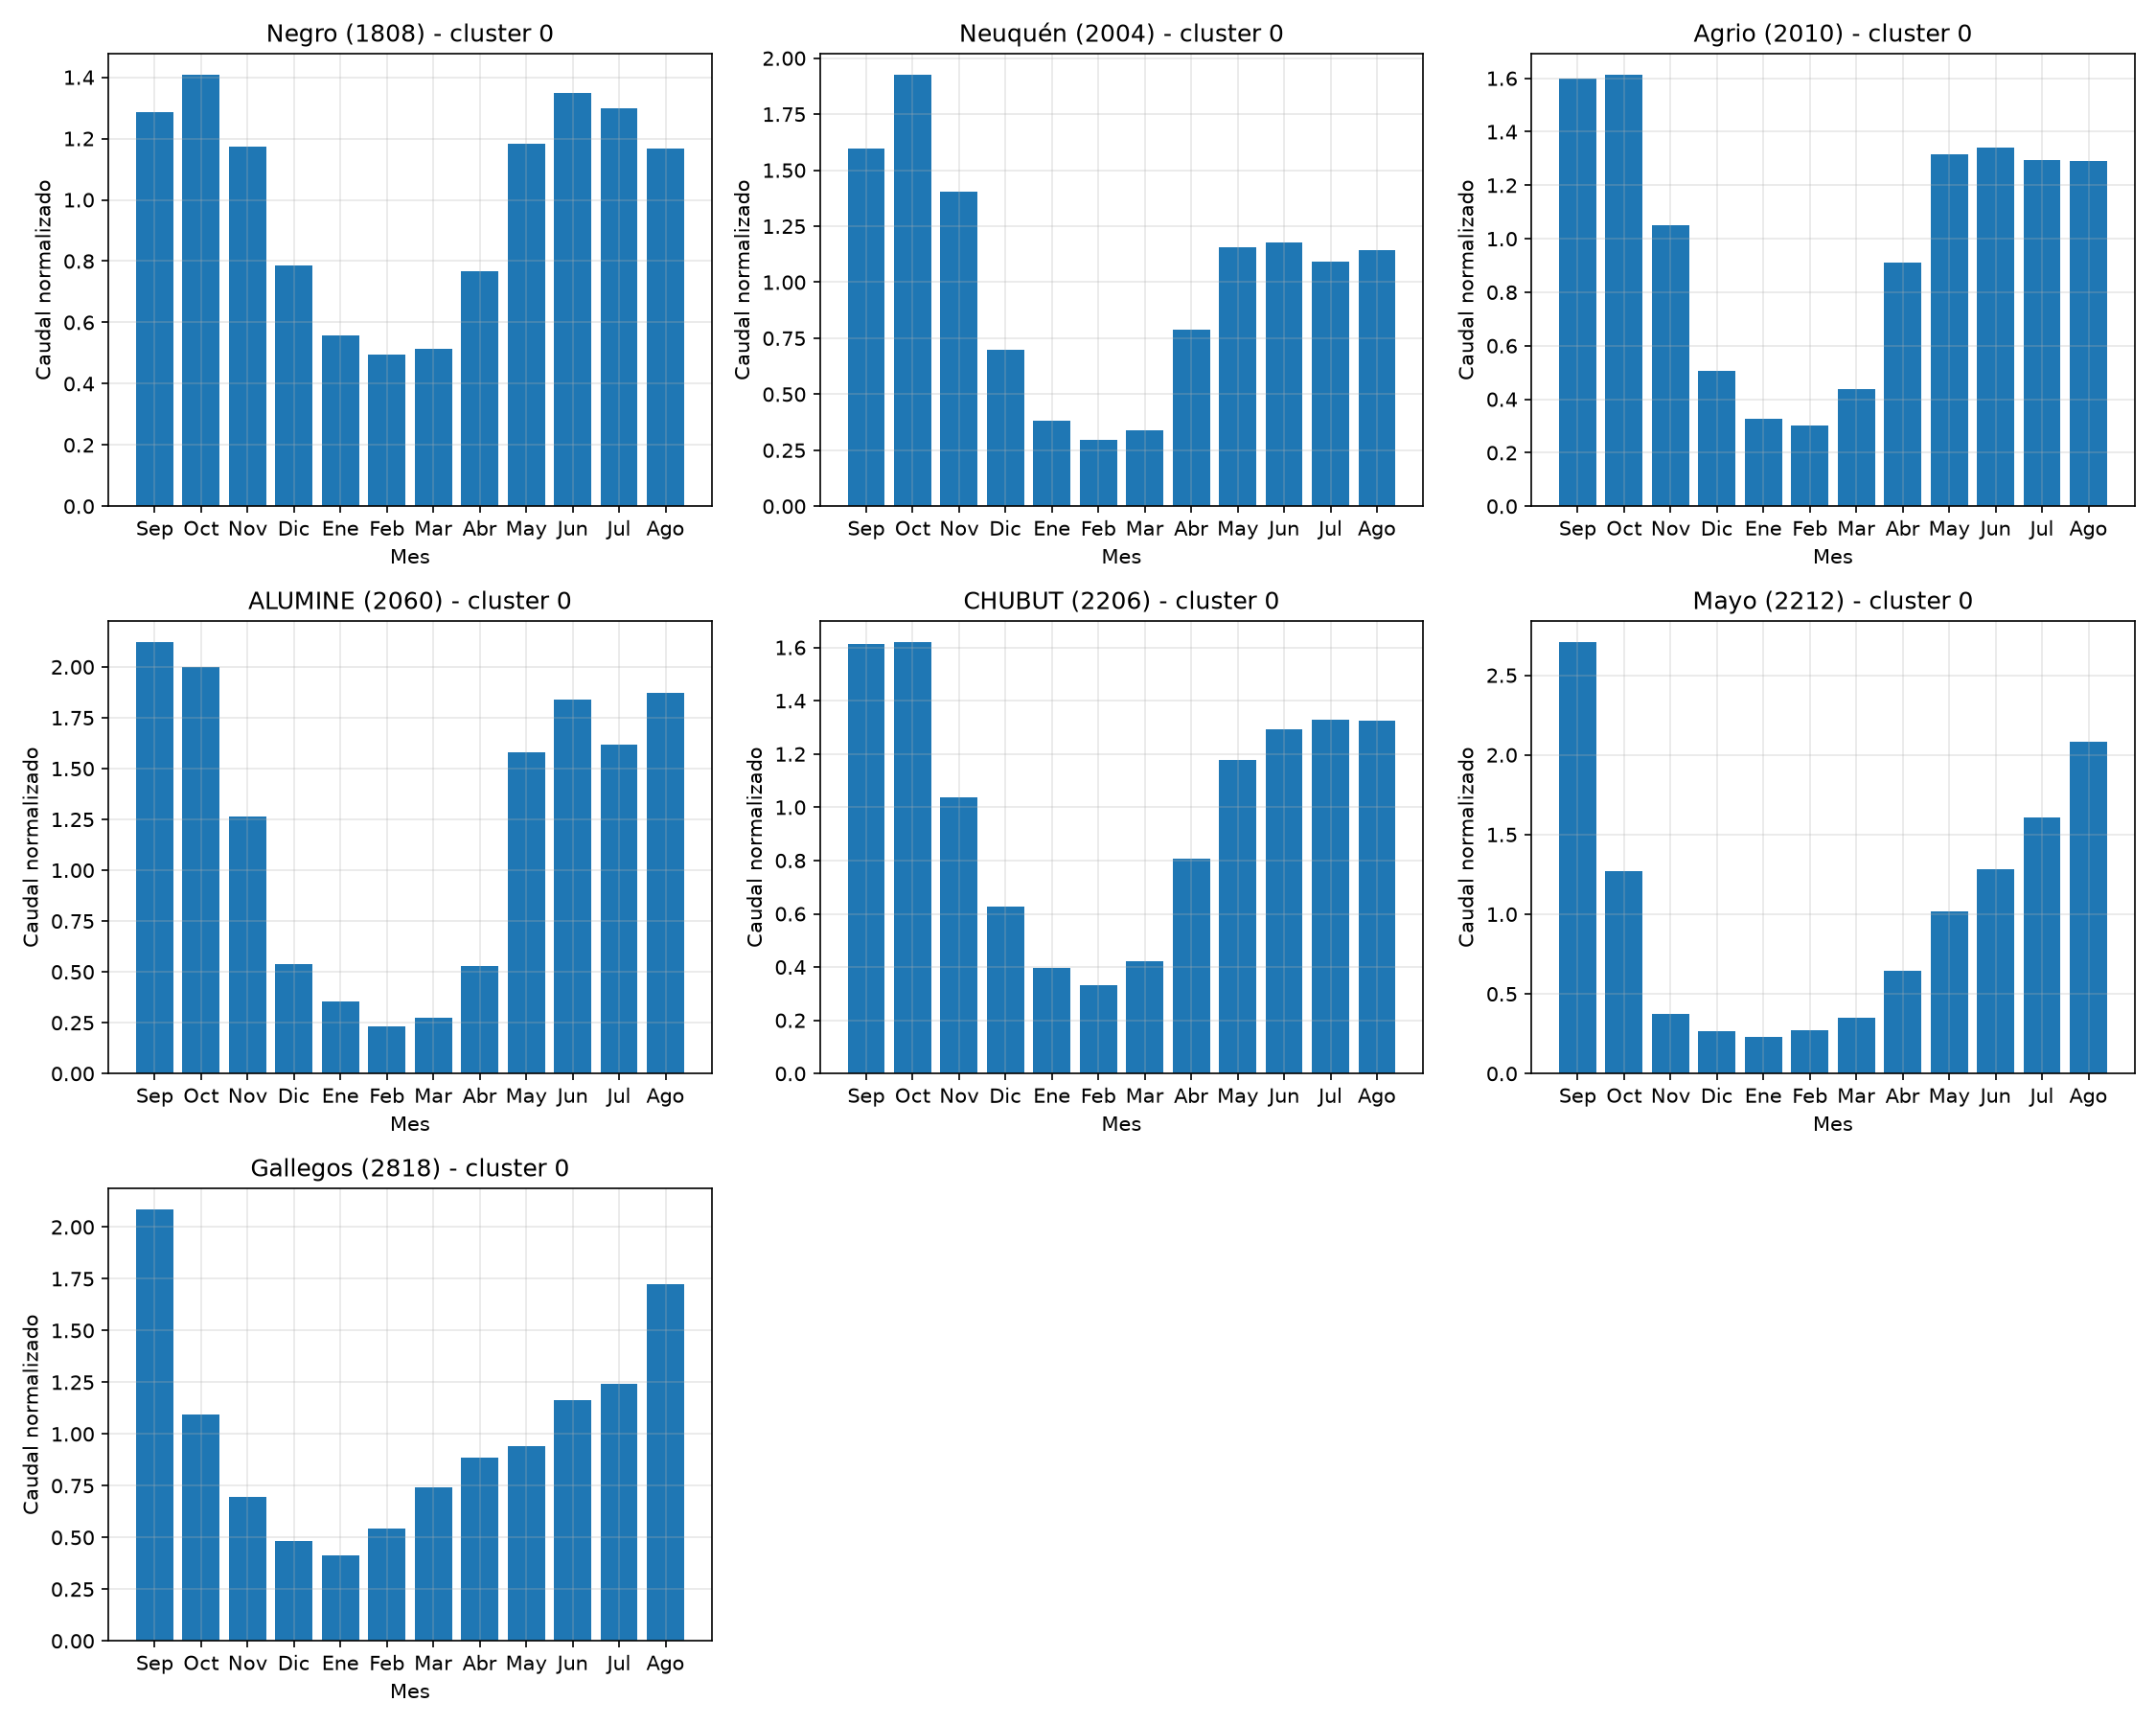 Negro (1808) - cluster 0
Caudal normalizado
1.4
1.2
1.0
0.8
0.6
0.4
0.2
0.0
Sep Oct Nov Dic Ene Feb Mar Abr May Jun Jul Ago
Mes
Neuquén (2004) - cluster 0
Caudal normalizado
2.00
1.75
1.50
1.25
1.00
0.75
0.50
0.25
0.00
Sep Oct Nov Dic Ene Feb Mar Abr May Jun Jul Ago
Mes
Agrio (2010) - cluster 0
Caudal normalizado
1.6
1.4
1.2
1.0
0.8
0.6
0.4
0.2
0.0
Sep Oct Nov Dic Ene Feb Mar Abr May Jun Jul Ago
Mes
ALUMINE (2060) - cluster 0
Caudal normalizado
2.00
1.75
1.50
1.25
1.00
0.75
0.50
0.25
0.00
Sep Oct Nov Dic Ene Feb Mar Abr May Jun Jul Ago
Mes
CHUBUT (2206) - cluster 0
Caudal normalizado
1.6
1.4
1.2
1.0
0.8
0.6
0.4
0.2
0.0
Sep Oct Nov Dic Ene Feb Mar Abr May Jun Jul Ago
Mes
Mayo (2212) - cluster 0
Caudal normalizado
2.5
2.0
1.5
1.0
0.5
0.0
Sep Oct Nov Dic Ene Feb Mar Abr May Jun Jul Ago
Mes
Gallegos (2818) - cluster 0
Caudal normalizado
2.00
1.75
1.50
1.25
1.00
0.75
0.50
0.25
0.00
Sep Oct Nov Dic Ene Feb Mar Abr May Jun Jul Ago
Mes